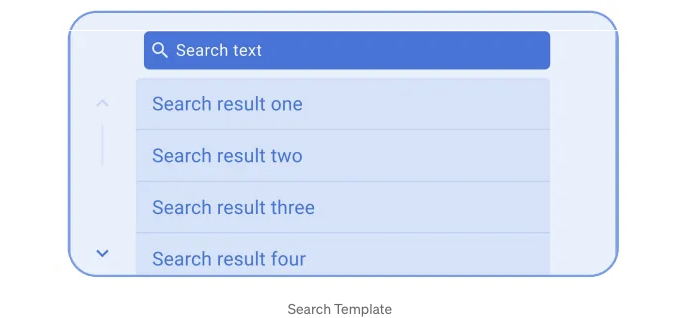 Search text
Search result one
Search result two
Search result three
Search result four
Search Template